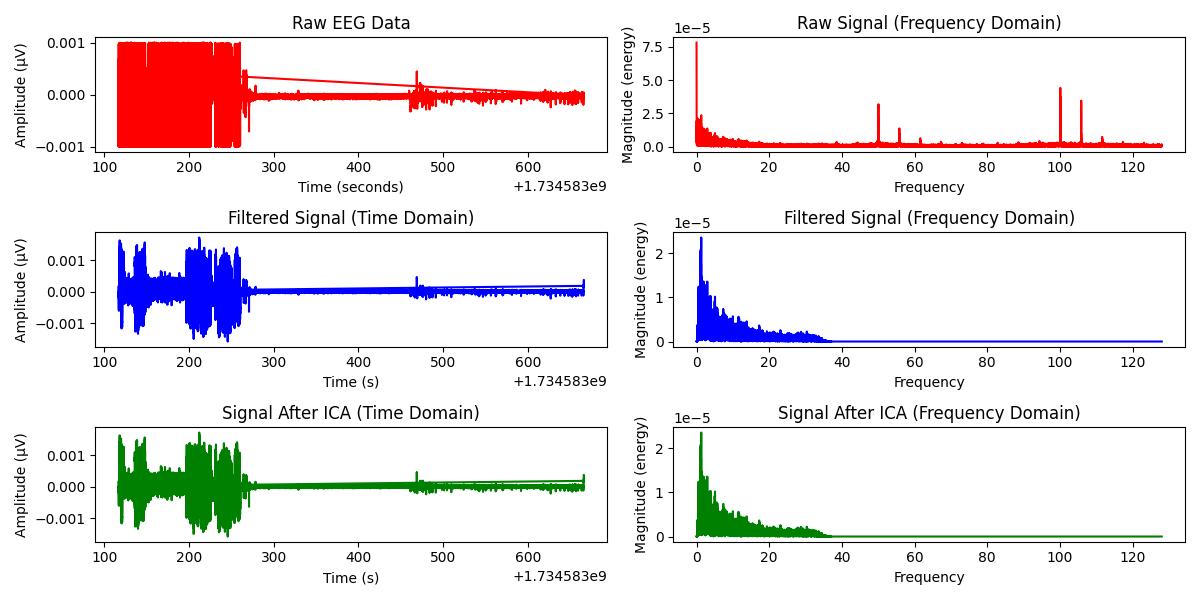 Raw EEG Data
Amplitude (µV)
0.001
0.000
−0.001
100 200 300 400 500 600
Time (seconds)
+1.734583e9
Raw Signal (Frequency Domain)
1e−5
Magnitude (energy)
7.5
5.0
2.5
0.0
0 20 40 60 80 100 120
Frequency
Filtered Signal (Time Domain)
Amplitude (µV)
0.001
0.000
−0.001
100 200 300 400 500 600
Time (s)
+1.734583e9
Filtered Signal (Frequency Domain)
1e−5
Magnitude (energy)
2
1
0
0 20 40 60 80 100 120
Frequency
Signal After ICA (Time Domain)
Amplitude (µV)
0.001
0.000
−0.001
100 200 300 400 500 600
Time (s)
+1.734583e9
Signal After ICA (Frequency Domain)
1e−5
Magnitude (energy)
2
1
0
0 20 40 60 80 100 120
Frequency